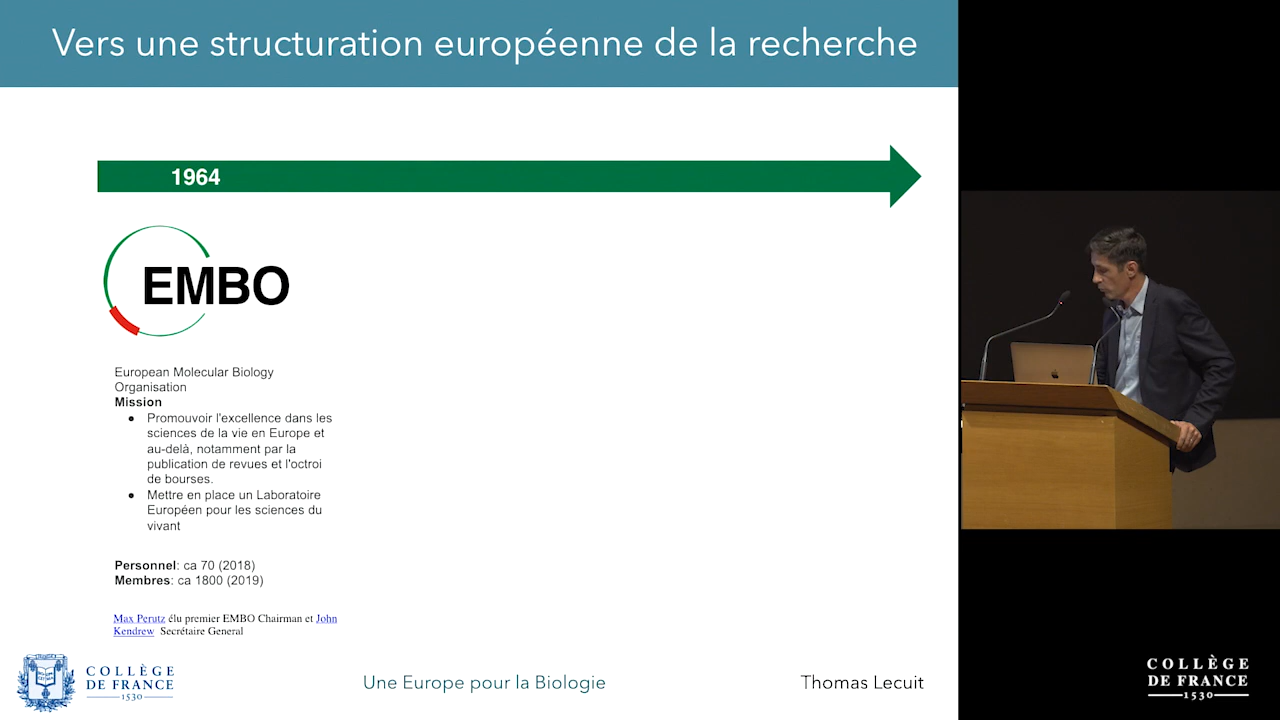 Vers une structuration européenne de la recherche
1964
EMBO
European Molecular Biology
Organisation
Mission
● Promouvoir l'excellence dans les
sciences de la vie en Europe et
au-delà, notamment par la
publication de revues et l'octroi
de bourses.
● Mettre en place un Laboratoire
Européen pour les sciences du
vivant
Personnel: ca 70 (2018)
Membres: ca 1800 (2019)
Max Perutz élu premier EMBO Chairman et John
Kendrew Secrétaire General
COLLÈGE
DE FRANCE
1530
Une Europe pour la Biologie
Thomas Lecuit
COLLÈGE
DE FRANCE
1530